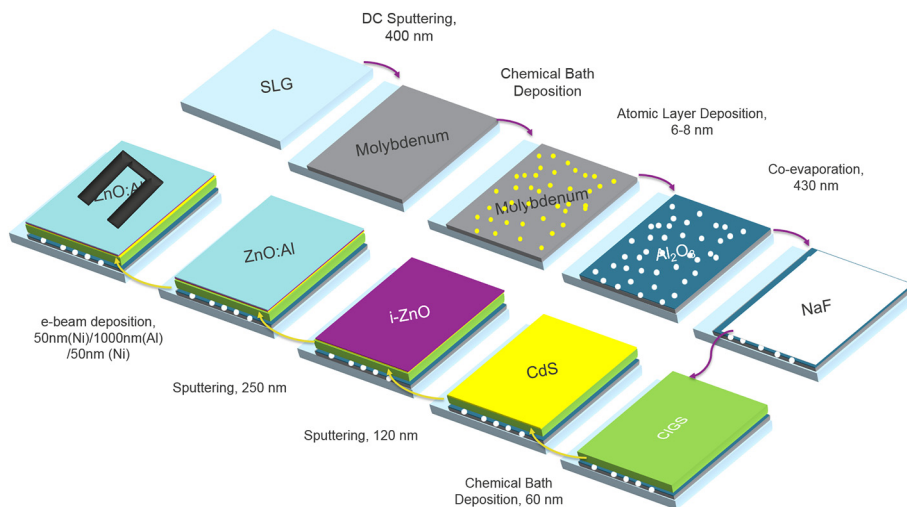 DC Sputtering,
400 nm
SLG
Chemical Bath
Deposition
Molybdenum
Atomic Layer Deposition,
6-8 nm
Molybdenum
Co-evaporation,
430 nm
Al₂O₃
NaF
ZnO:Al
ZnO:Al
i-ZnO
CdS
CIGS
e-beam deposition,
50nm(Ni)/1000nm(Al)
/50nm (Ni)
Sputtering, 250 nm
Sputtering, 120 nm
Chemical Bath
Deposition, 60 nm